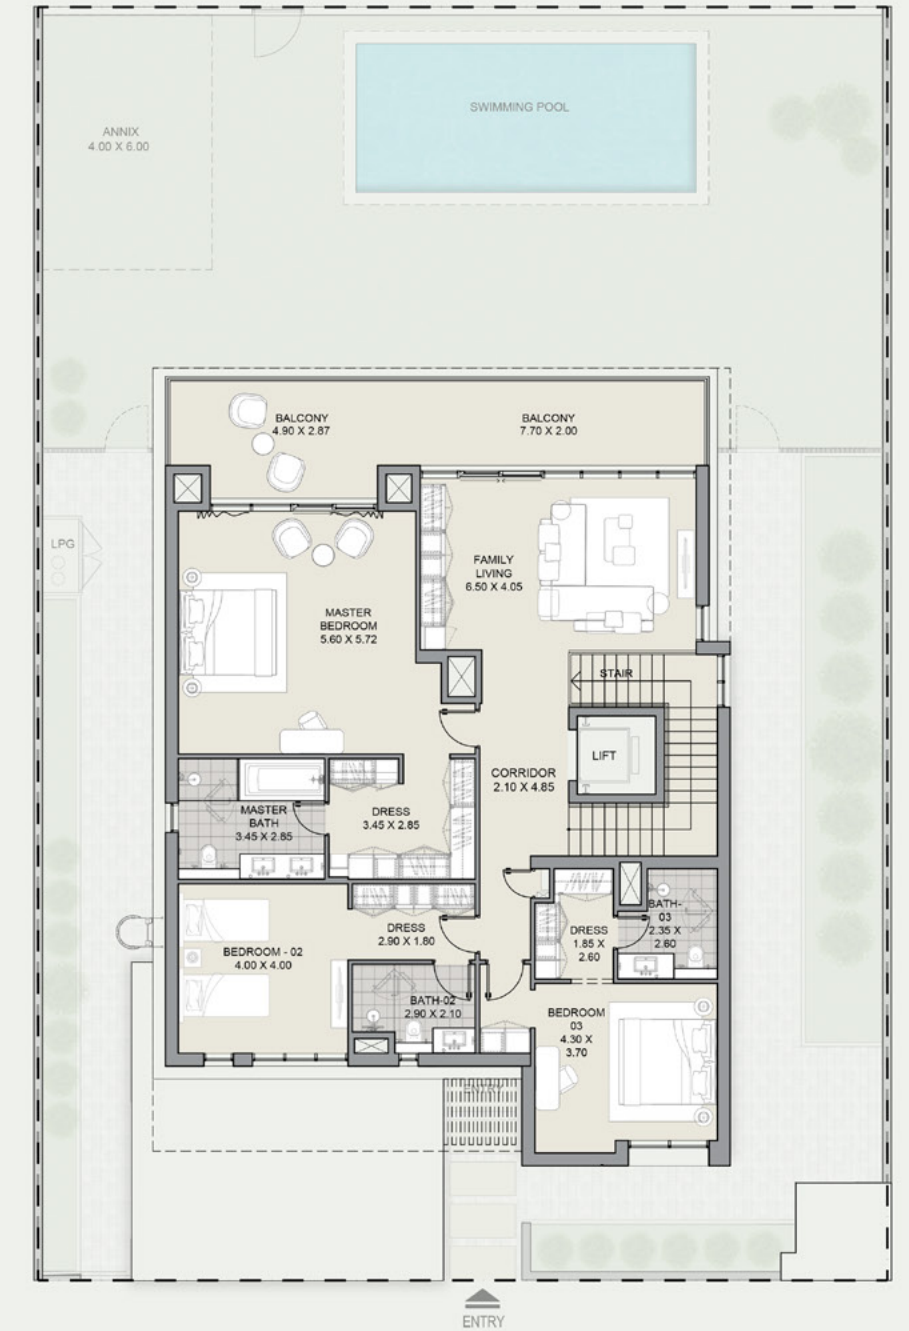 SWIMMING POOL
ANNIX
4.00 X 6.00
BALCONY
4.90 X 2.87
BALCONY
7.70 X 2.00
LPG
FAMILY
LIVING
6.50 X 4.05
MASTER
BEDROOM
5.60 X 5.72
STAIR
LIFT
CORRIDOR
2.10 X 4.85
MASTER
BATH
3.45 X 2.85
DRESS
3.45 X 2.85
BATH-
03
2.35 X
2.60
DRESS
1.85 X
2.60
DRESS
2.90 X 1.80
BEDROOM - 02
4.00 X 4.00
BATH-02
2.90 X 2.10
BEDROOM
03
4.30 X
3.70
ENTRY
ENTRY